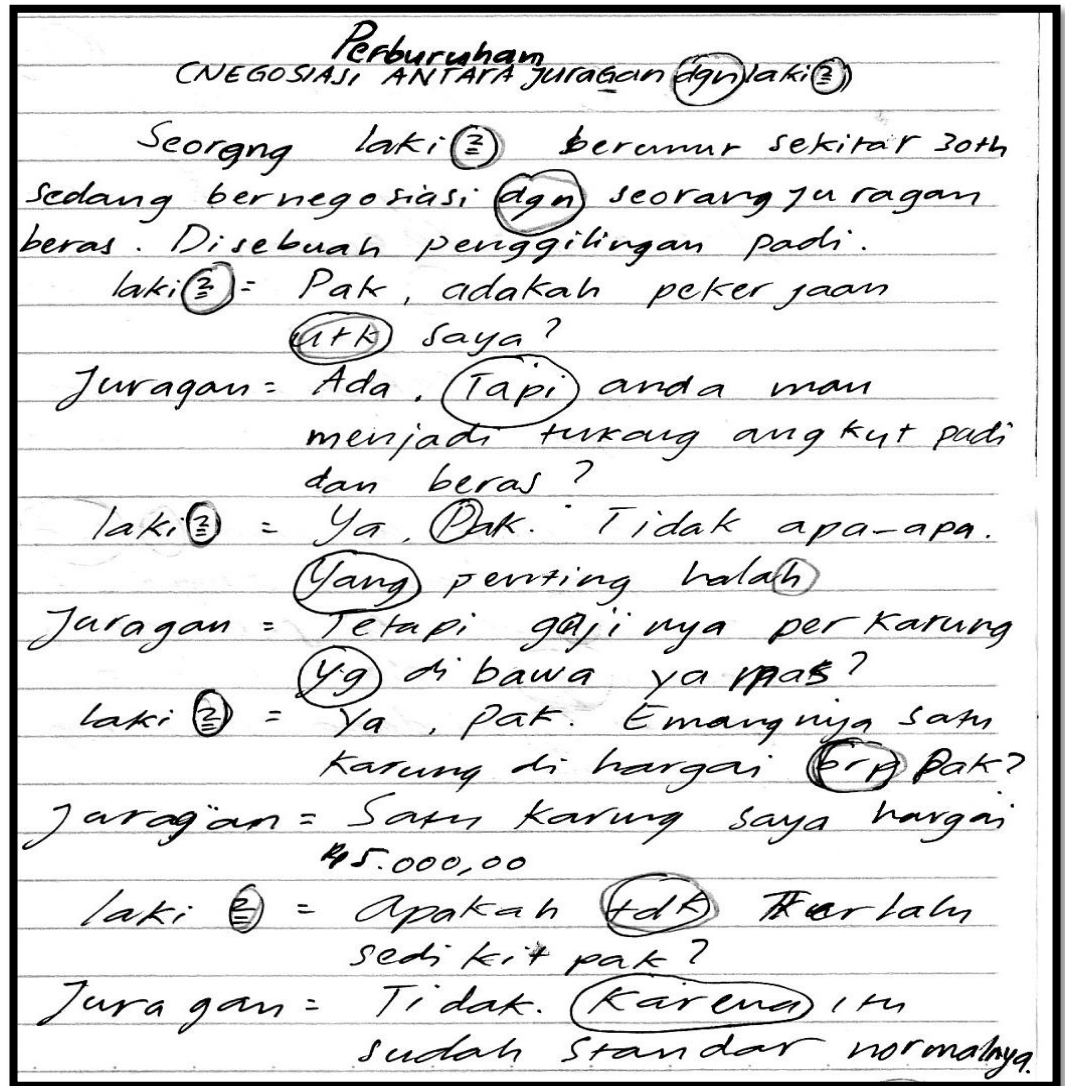 Perburuham
(NEGOSIASI ANTARA juragan dgn laki2)
Seorgng laki2 berumur sekitar 30th
sedang bernegosiasi dgn seorang juragan
beras. Disebuah penggilingan padi.
laki2 = Pak, adakah pekerjaan
utk saya?
Juragan = Ada. Tapi anda mau
menjadi tukang angkut padi
dan beras?
laki2 = Ya, Pak. Tidak apa-apa.
Yang penting halah
Juragan = Tetapi gajinya per karung
yg di bawa ya mas?
laki2 = Ya, pak. Emangnya satu
karung di hargai brp Pak?
Juragan = Satu karung saya hargai
Rp5.000,00
laki2 = Apakah tdk terlalu
sedikit pak?
Juragan = Tidak. Karena itu
sudah standar normalnya.